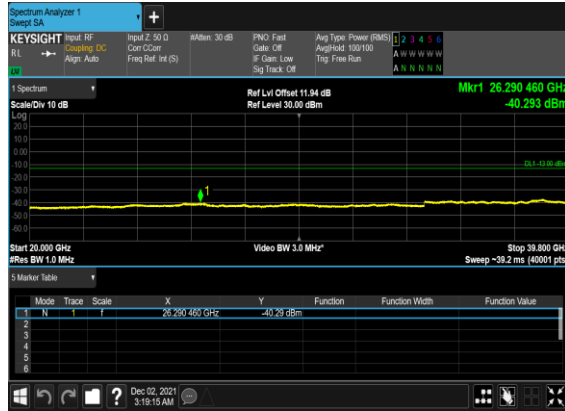 Spectrum Analyzer 1
Swept SA
+
KEYSIGHT Input: RF Input Z: 50 Ω #Atten: 30 dB PNO: Fast Avg Type: Power (RMS) 1 2 3 4 5 6
RL Coupling: DC Corr CCorr Gate: Off Avg|Hold: 100/100 A W W W W W
Align: Auto Freq Ref: Int (S) IF Gain: Low Trig: Free Run
Sig Track: Off A N N N N N
1 Spectrum Ref Lvl Offset 11.94 dB Mkr1 26.290 460 GHz
Scale/Div 10 dB Ref Level 30.00 dBm -40.293 dBm
Log
20.0
10.0
0.00
-10.0 DL1 -13.00 dBm
-20.0
-30.0 1
-40.0
-50.0
-60.0
Start 20.000 GHz Video BW 3.0 MHz* Stop 39.800 GHz
#Res BW 1.0 MHz Sweep ~39.2 ms (40001 pts)
5 Marker Table
Mode Trace Scale X Y Function Function Width Function Value
1 N 1 f 26.290 460 GHz -40.29 dBm
2
3
4
5
6
? Dec 02, 2021
3:19:15 AM